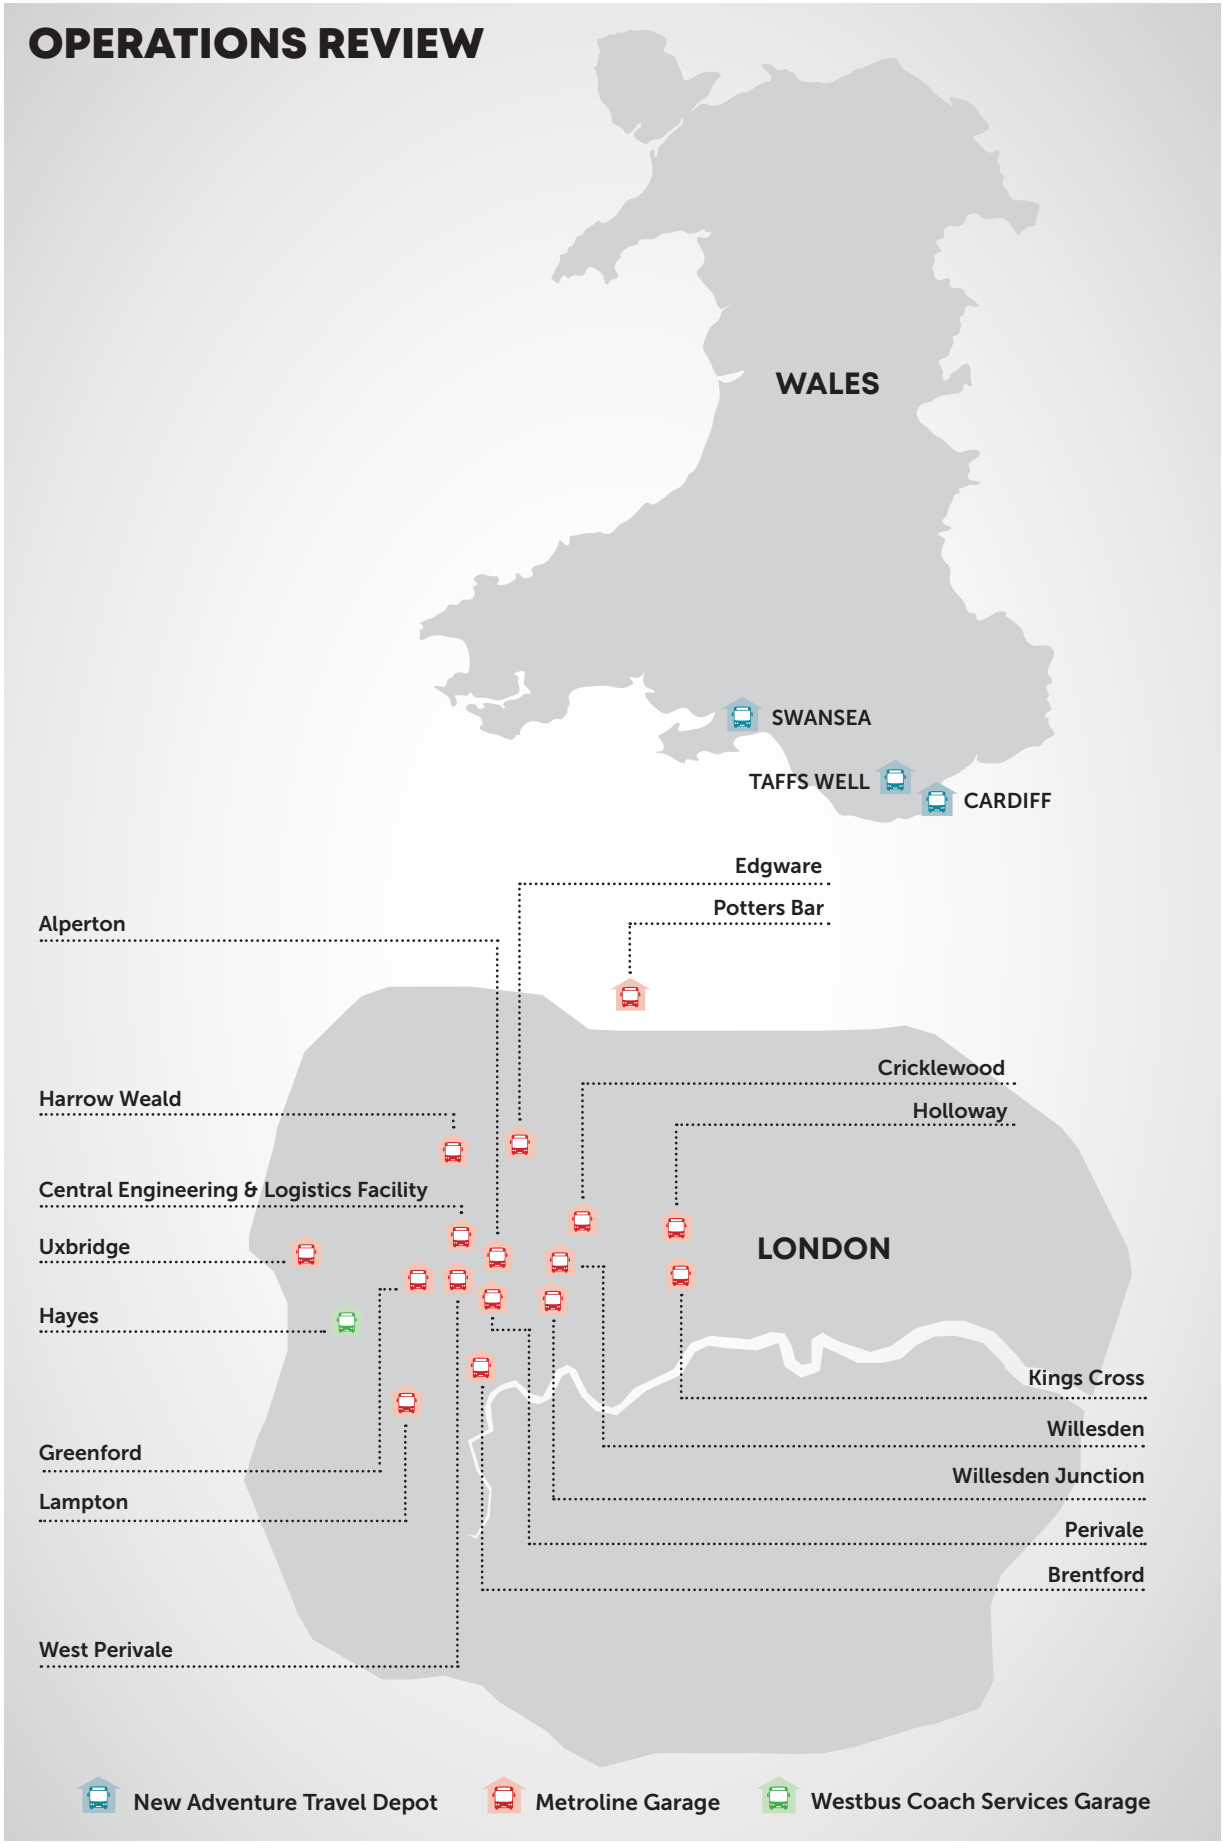 OPERATIONS REVIEW
WALES
SWANSEA
TAFFS WELL
CARDIFF
Edgware
Potters Bar
Alperton
Cricklewood
Harrow Weald
Holloway
Central Engineering & Logistics Facility
Uxbridge
LONDON
Hayes
Kings Cross
Willesden
Greenford
Willesden Junction
Lampton
Perivale
Brentford
West Perivale
New Adventure Travel Depot
Metroline Garage
Westbus Coach Services Garage